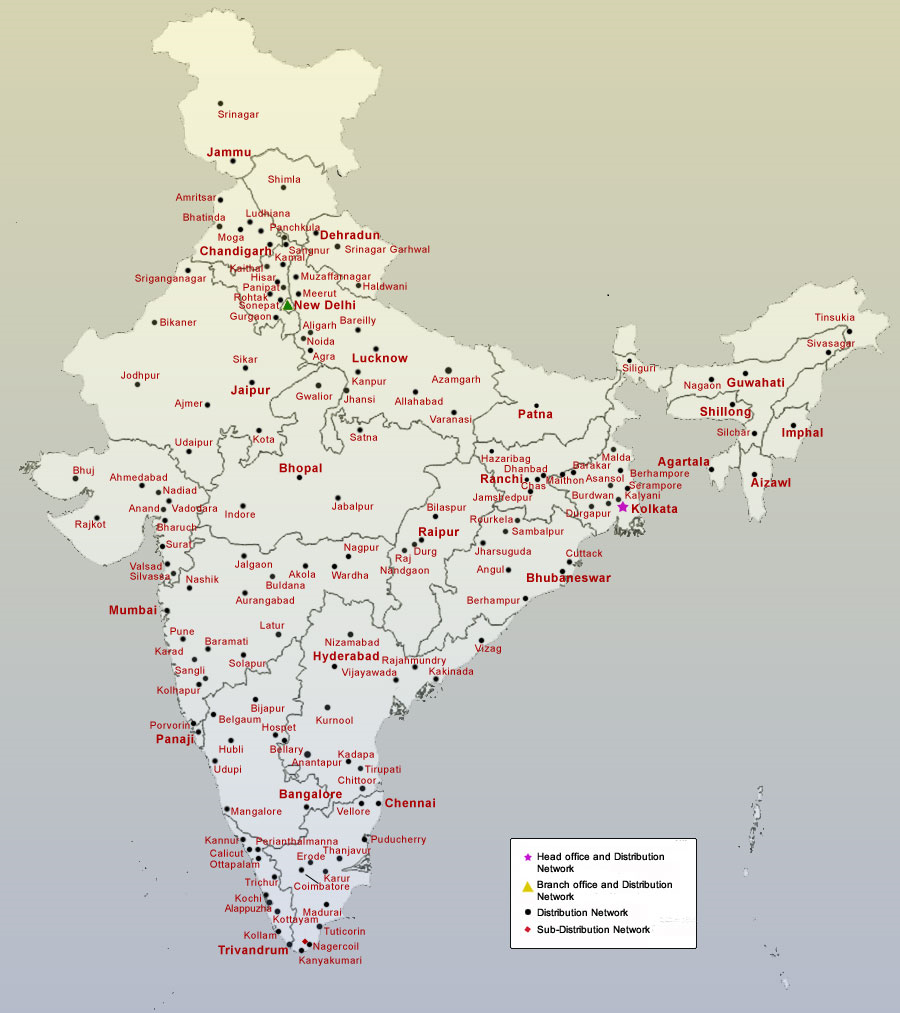 Srinagar
Jammu
Shimla
Amritsar
Ludhiana
Bhatinda
Panchkula
Moga
Dehradun
Chandigarh
Sangrur
Srinagar Garhwal
Karnal
Kaithal
Sriganganagar
Hisar
Muzaffarnagar
Panipat
Haldwani
Rohtak
Meerut
Sonepat
New Delhi
Gurgaon
Bikaner
Aligarh
Bareilly
Tinsukia
Noida
Sivasagar
Agra
Lucknow
Sikar
Siliguri
Jodhpur
Azamgarh
Kanpur
Nagaon
Guwahati
Jaipur
Gwalior
Jhansi
Allahabad
Ajmer
Varanasi
Patna
Shillong
Silchar
Imphal
Udaipur
Kota
Satna
Hazaribag
Malda
Agartala
Bhopal
Dhanbad
Barakar
Bhuj
Berhampore
Ahmedabad
Ranchi
Maithon
Asansol
Aizawl
Chas
Serampore
Nadiad
Jamshedpur
Burdwan
Kalyani
Jabalpur
Anand
Vadodara
Bilaspur
Durgapur
Kolkata
Indore
Rourkela
Rajkot
Bharuch
Raipur
Sambalpur
Surat
Nagpur
Durg
Jharsuguda
Cuttack
Raj
Nandgaon
Jalgaon
Valsad
Akola
Wardha
Angul
Silvassa
Nashik
Buldana
Bhubaneswar
Aurangabad
Berhampur
Mumbai
Latur
Pune
Baramati
Nizamabad
Karad
Vizag
Hyderabad
Rajahmundry
Solapur
Sangli
Vijayawada
Kakinada
Kolhapur
Bijapur
Belgaum
Kurnool
Porvorin
Hospet
Panaji
Hubli
Bellary
Kadapa
Anantapur
Udupi
Tirupati
Chittoor
Bangalore
Chennai
Mangalore
Vellore
Kannur
Perianthalmanna
Puducherry
Calicut
Thanjavur
Erode
Ottapalam
Karur
Trichur
Coimbatore
Kochi
Alappuzha
Madurai
Kottayam
Kollam
Tuticorin
Trivandrum
Nagercoil
Kanyakumari
Head office and Distribution
Network
Branch office and Distribution
Network
Distribution Network
Sub-Distribution Network